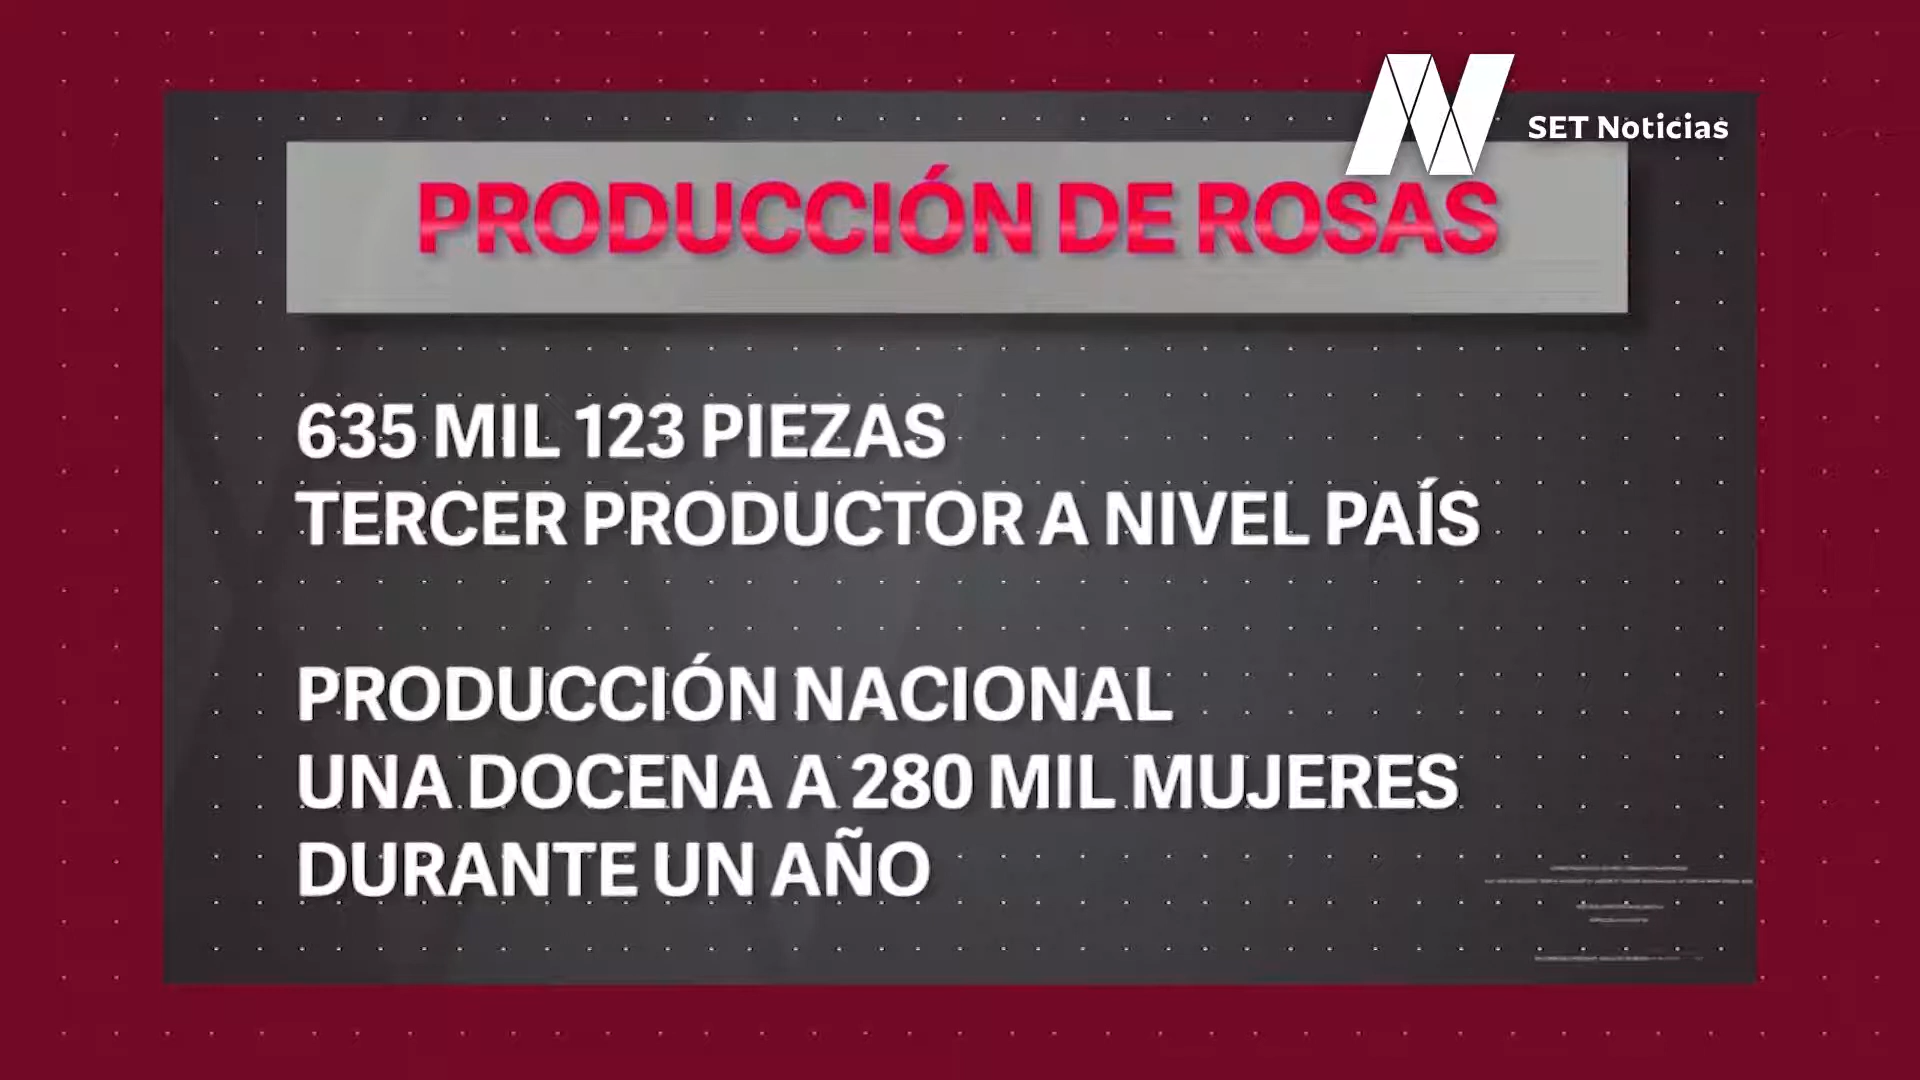 SET Noticias
PRODUCCIÓN DE ROSAS
635 MIL 123 PIEZAS
TERCER PRODUCTOR A NIVEL PAÍS
PRODUCCIÓN NACIONAL
UNA DOCENA A 280 MIL MUJERES
DURANTE UN AÑO